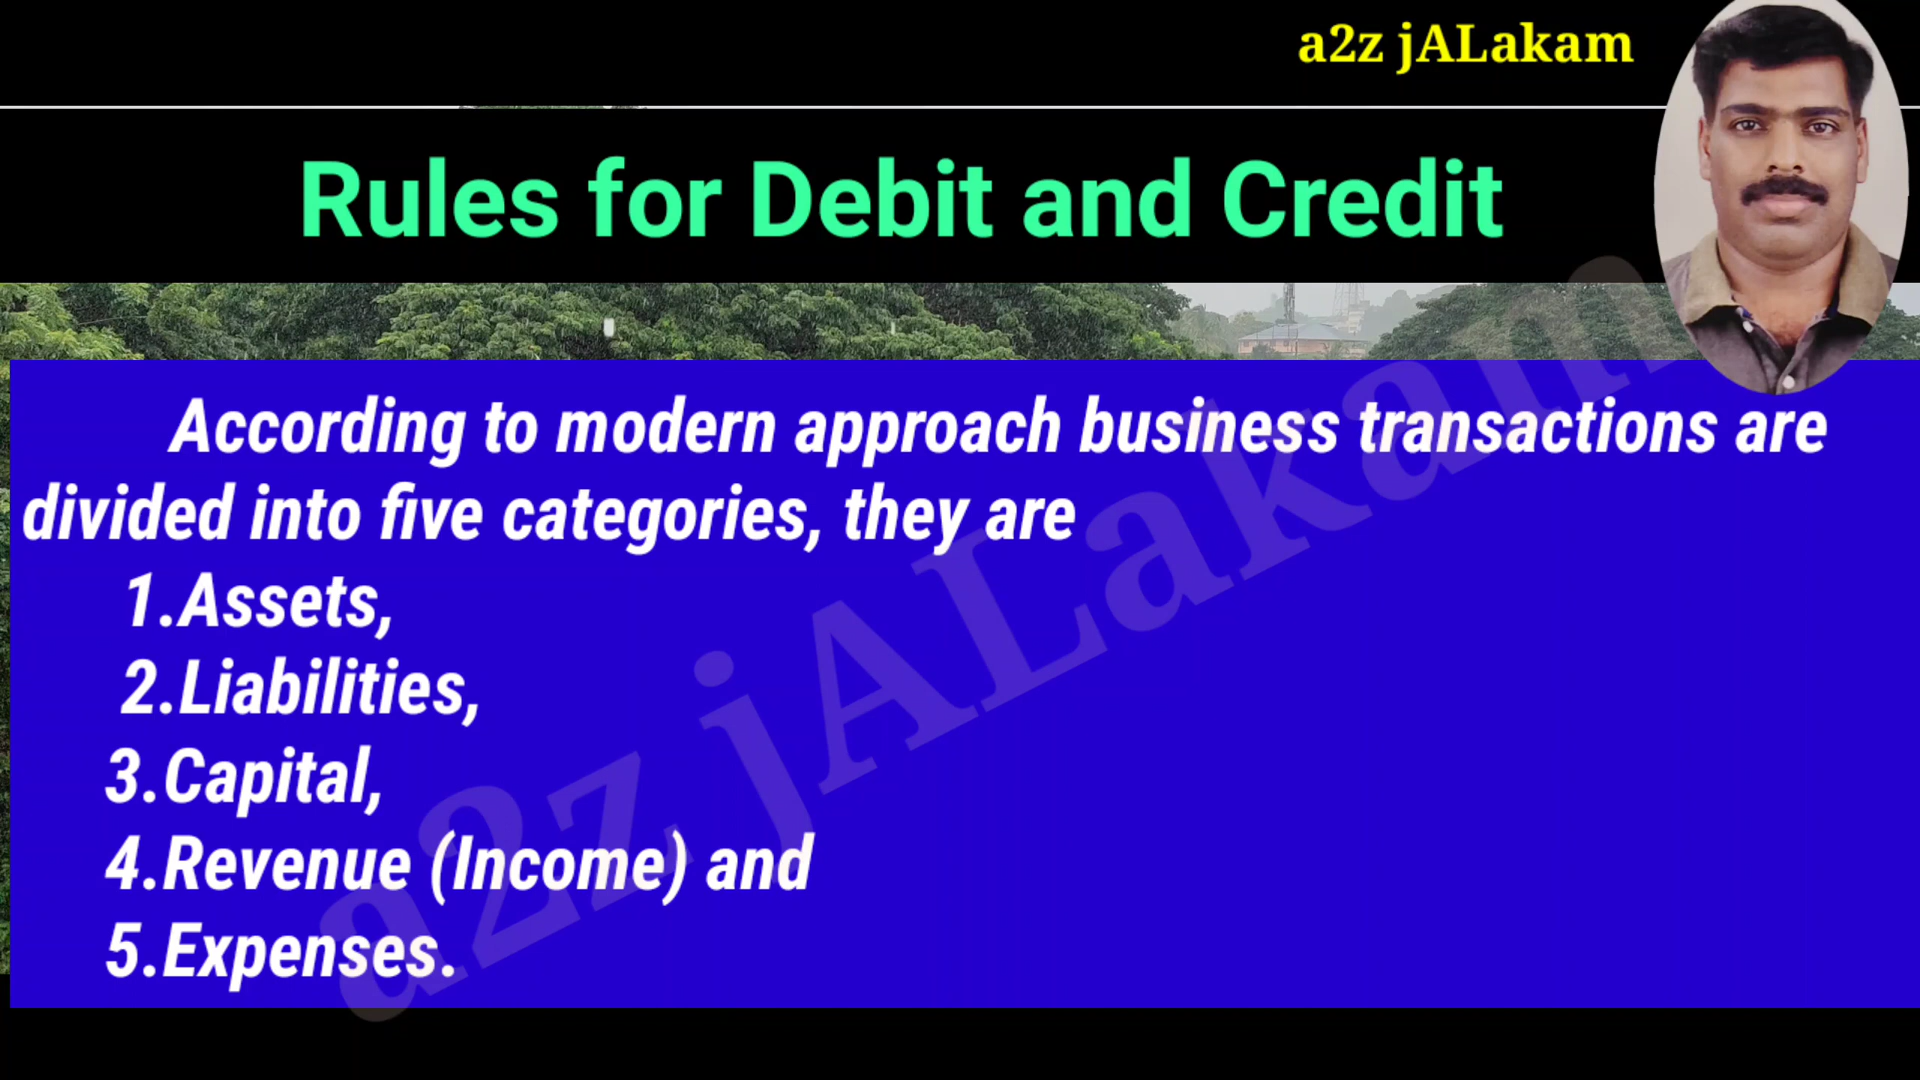 a2z jALakam
Rules for Debit and Credit
According to modern approach business transactions are
divided into five categories, they are
1.Assets,
2.Liabilities,
3.Capital,
4.Revenue (Income) and
5.Expenses.
a2z jALakam